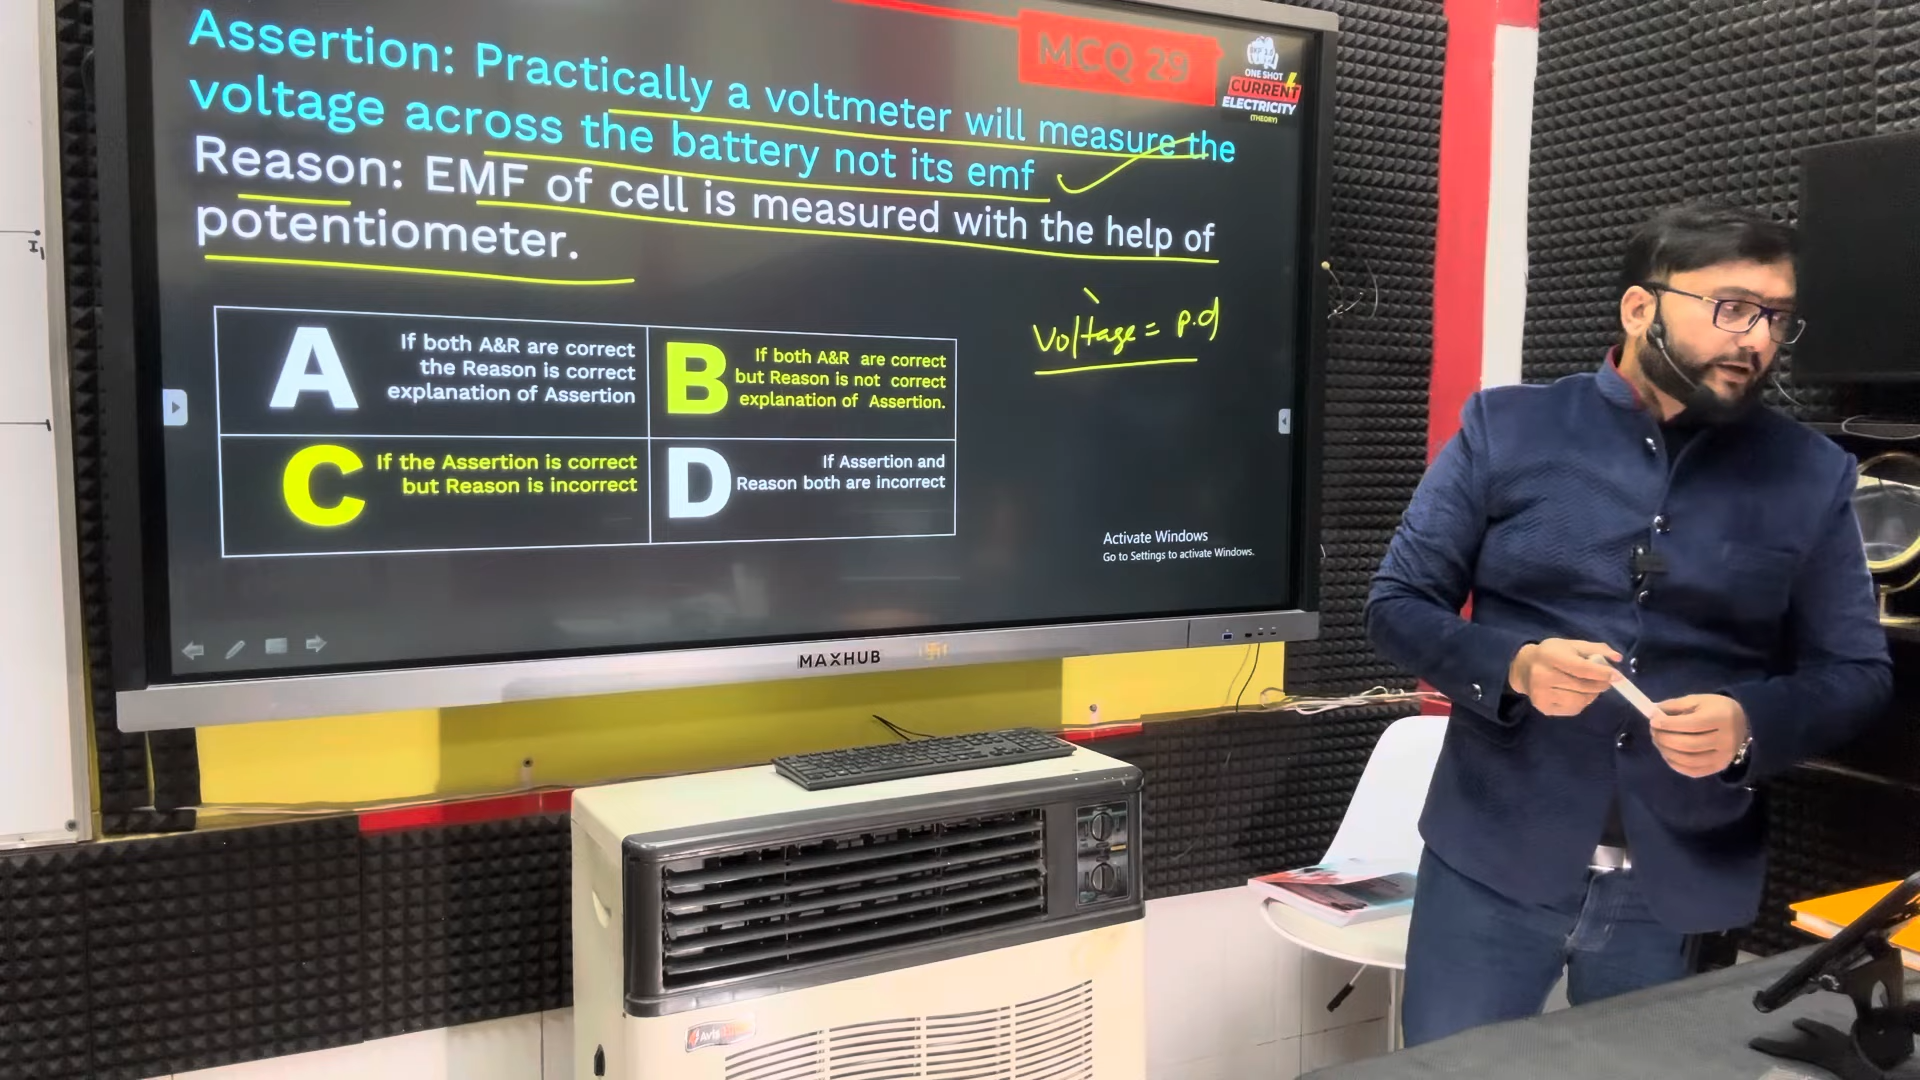 MCQ 29
ONE SHOT
CURRENT
ELECTRICITY
(THEORY)
Assertion: Practically a voltmeter will measure the
voltage across the battery not its emf
Reason: EMF of cell is measured with the help of
potentiometer.
Voltage = p.d
A
If both A&R are correct
the Reason is correct
explanation of Assertion
B
If both A&R are correct
but Reason is not correct
explanation of Assertion.
C
If the Assertion is correct
but Reason is incorrect
D
If Assertion and
Reason both are incorrect
Activate Windows
Go to Settings to activate Windows.
MAXHUB
I₁